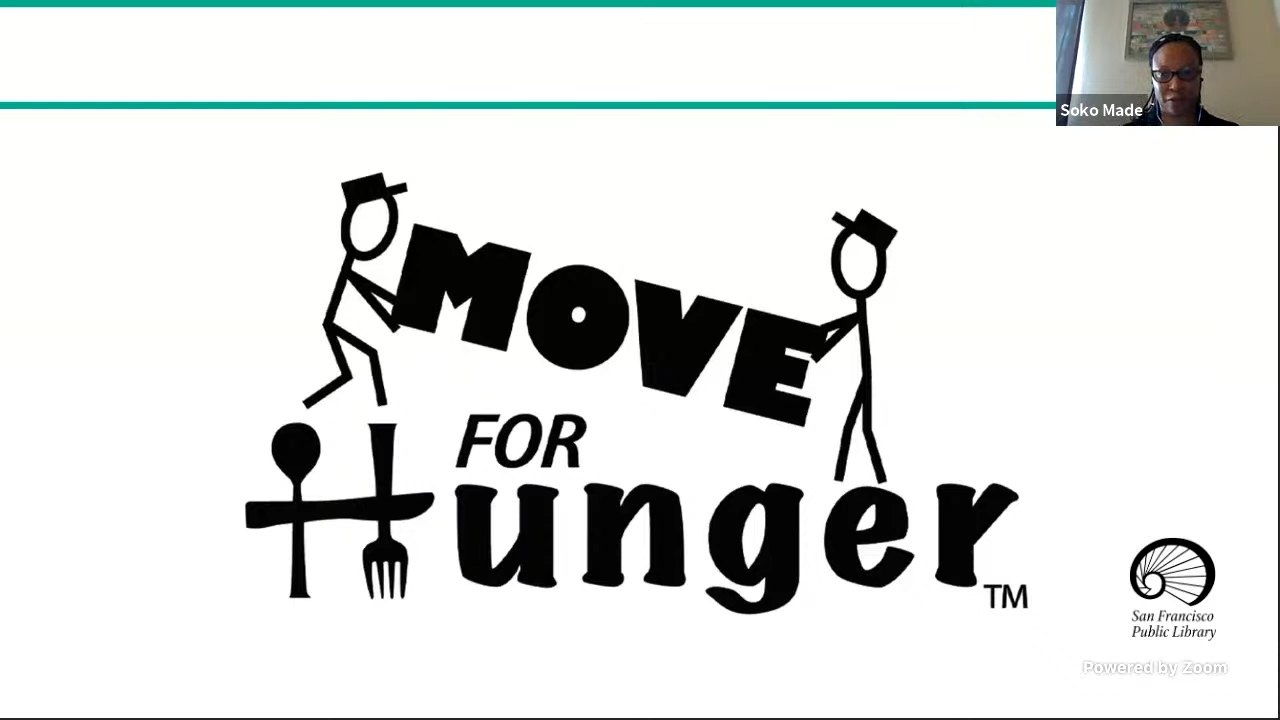 Soko Made
MOVE
FOR
Hunger
TM
San Francisco
Public Library
Powered by Zoom